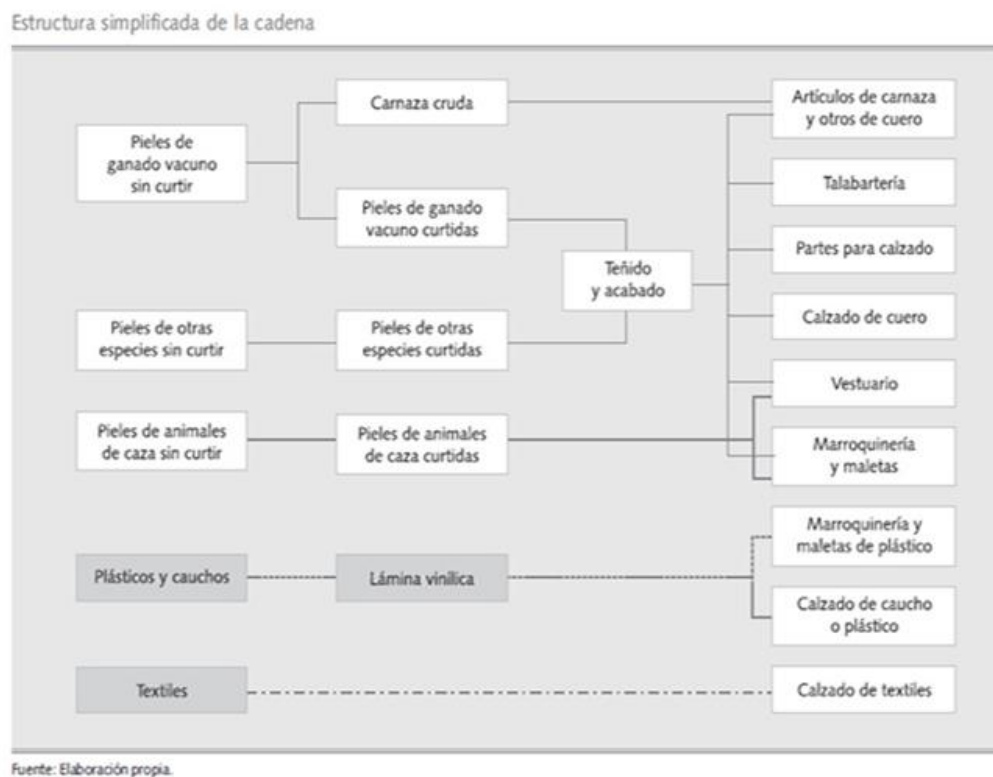 Estructura simplificada de la cadena
Carnaza cruda
Artículos de carnaza
y otros de cuero
Pieles de
ganado vacuno
sin curtir
Talabartería
Pieles de ganado
vacuno curtidas
Partes para calzado
Teñido
y acabado
Calzado de cuero
Pieles de otras
especies sin curtir
Pieles de otras
especies curtidas
Vestuario
Pieles de animales
de caza sin curtir
Pieles de animales
de caza curtidas
Marroquinería
y maletas
Marroquinería y
maletas de plástico
Plásticos y cauchos
Lámina vinílica
Calzado de caucho
o plástico
Textiles
Calzado de textiles
Fuente: Elaboración propia.